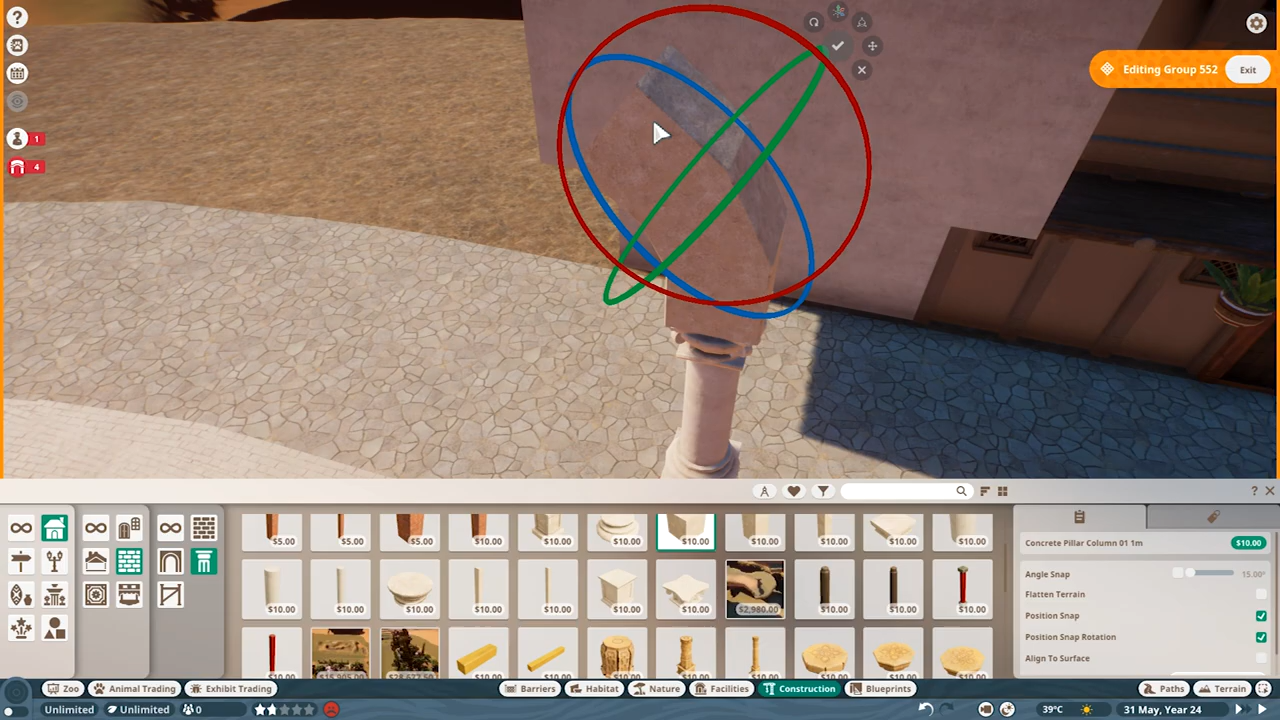 ?
Editing Group 552
Exit
1
4
? ×
$5.00
$5.00
$5.00
$10.00
$10.00
$10.00
$10.00
$10.00
$10.00
$10.00
Concrete Pillar Column 01 1m
$10.00
Angle Snap
15.00°
Flatten Terrain
Position Snap
Position Snap Rotation
Align To Surface
$10.00
$10.00
$10.00
$10.00
$10.00
$10.00
$10.00
$2,980.00
$10.00
$10.00
$10.00
Zoo
Animal Trading
Exhibit Trading
Barriers
Habitat
Nature
Facilities
Construction
Blueprints
Paths
Terrain
Unlimited
Unlimited
0
39°C
31 May, Year 24